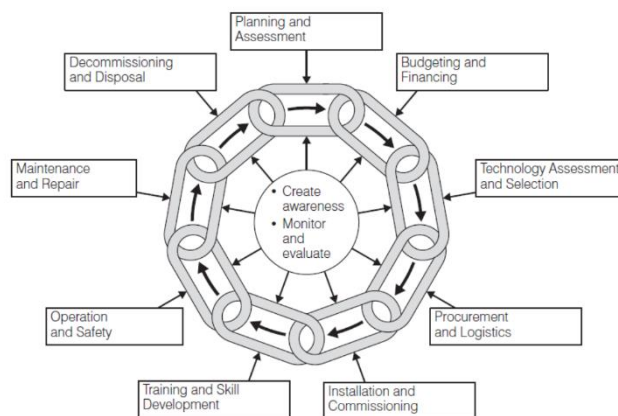 Planning and
Assessment
Budgeting and
Financing
Technology Assessment
and Selection
Procurement
and Logistics
Installation and
Commissioning
Training and Skill
Development
Operation
and Safety
Maintenance
and Repair
Decommissioning
and Disposal
• Create
awareness
• Monitor
and
evaluate